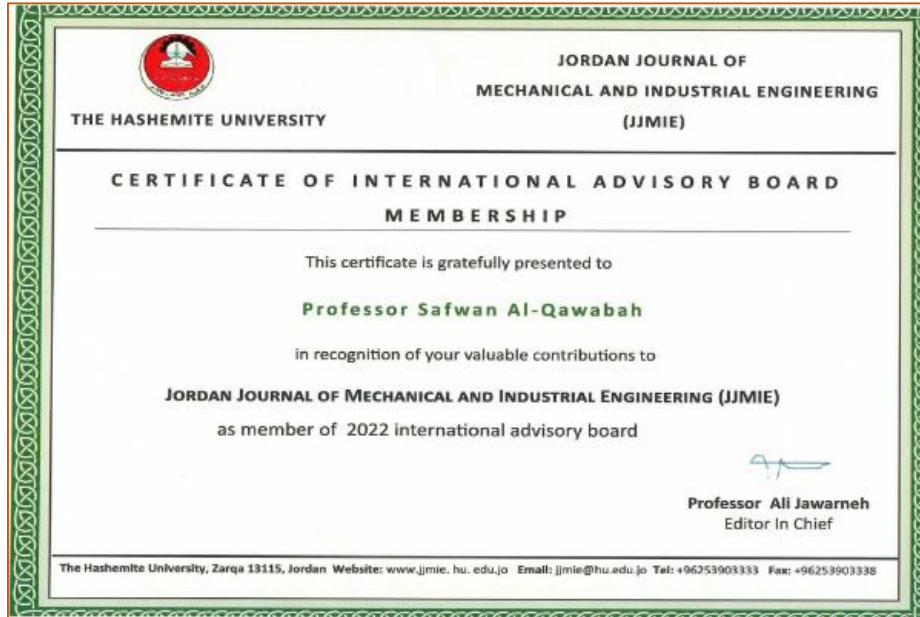 THE HASHEMITE UNIVERSITY
JORDAN JOURNAL OF
MECHANICAL AND INDUSTRIAL ENGINEERING
(JJMIE)
CERTIFICATE OF INTERNATIONAL ADVISORY BOARD
MEMBERSHIP
This certificate is gratefully presented to
Professor Safwan Al-Qawabah
in recognition of your valuable contributions to
JORDAN JOURNAL OF MECHANICAL AND INDUSTRIAL ENGINEERING (JJMIE)
as member of 2022 international advisory board
Professor Ali Jawarneh
Editor In Chief
The Hashemite University, Zarqa 13115, Jordan Website: www.jjmie. hu. edu.jo Email: jjmie@hu.edu.jo Tel: +96253903333 Fax: +96253903338